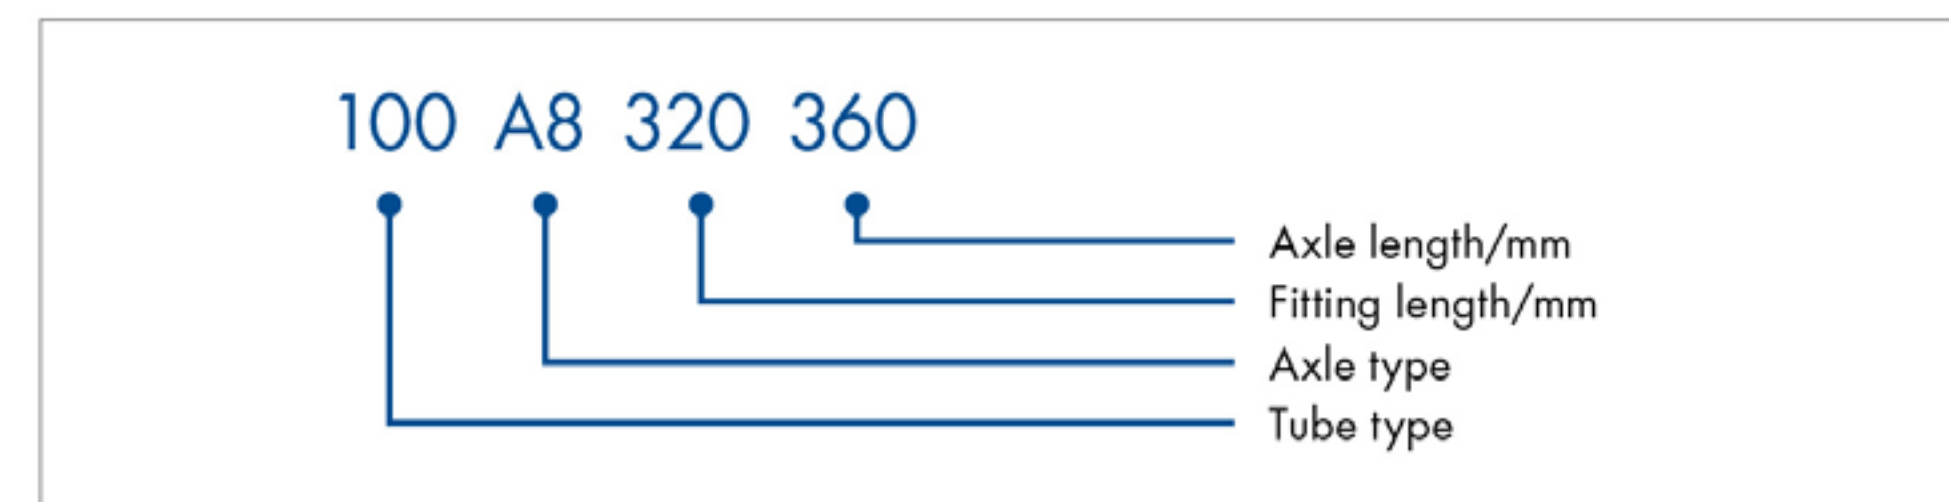 100 A8 320 360
Axle length/mm
Fitting length/mm
Axle type
Tube type